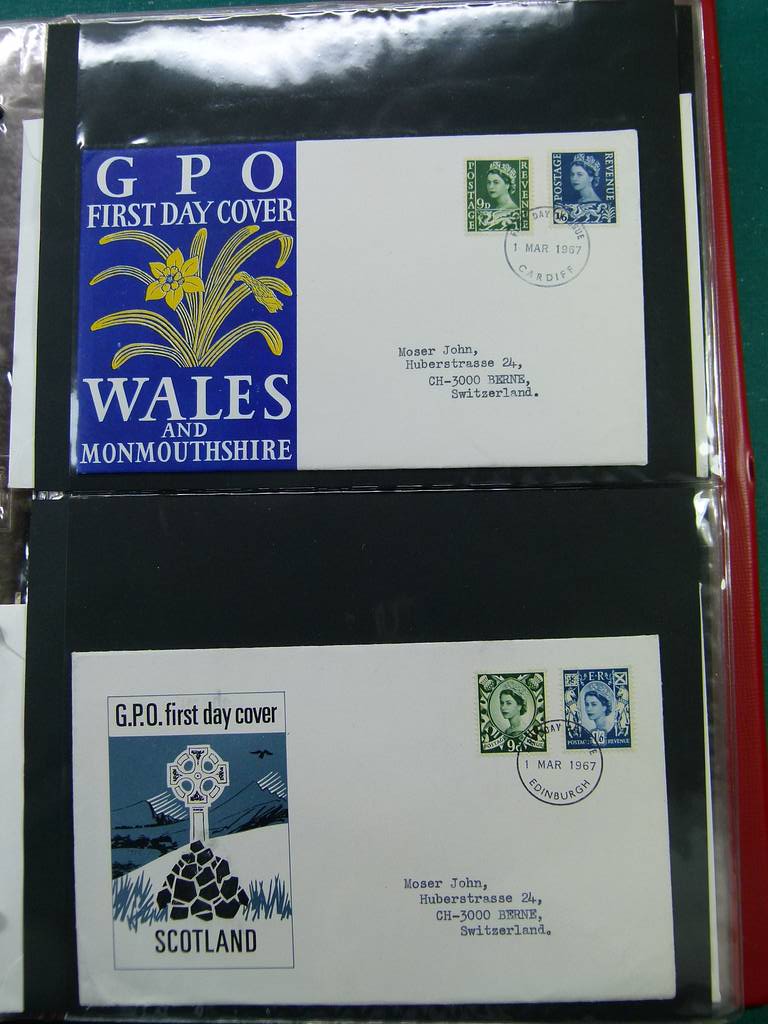 GPO
FIRST DAY COVER
WALES
AND
MONMOUTHSHIRE
POSTAGE
9D
REVENUE
POSTAGE
1/6
REVENUE
1 MAR 1967
CARDIFF
Moser John,
Huberstrasse 24,
CH-3000 BERNE,
Switzerland.
G.P.O. first day cover
SCOTLAND
9d
E R
POSTAGE
1/6
REVENUE
1 MAR 1967
EDINBURGH
Moser John,
Huberstrasse 24,
CH-3000 BERNE,
Switzerland.